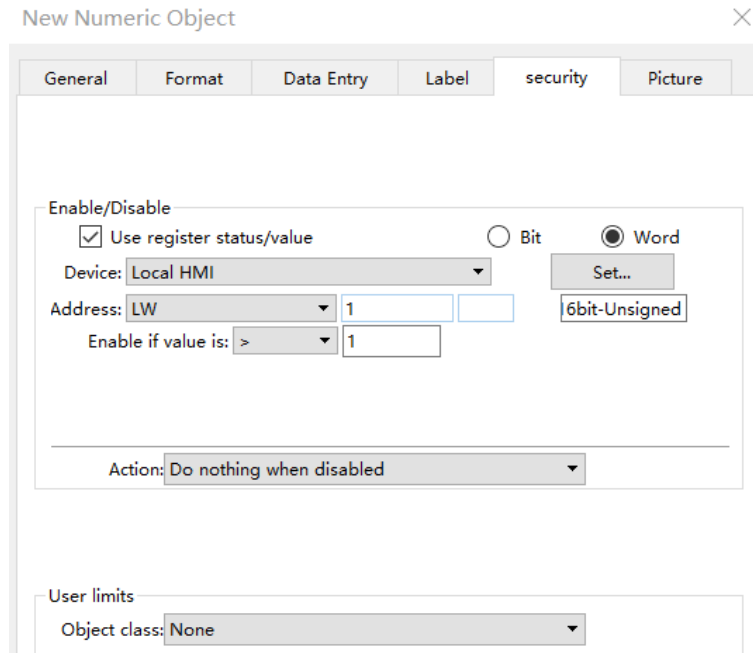 New Numeric Object
General Format Data Entry Label security Picture
Enable/Disable
Use register status/value Bit Word
Device: Local HMI Set...
Address: LW 1 16bit-Unsigned
Enable if value is: > 1
Action: Do nothing when disabled
User limits
Object class: None